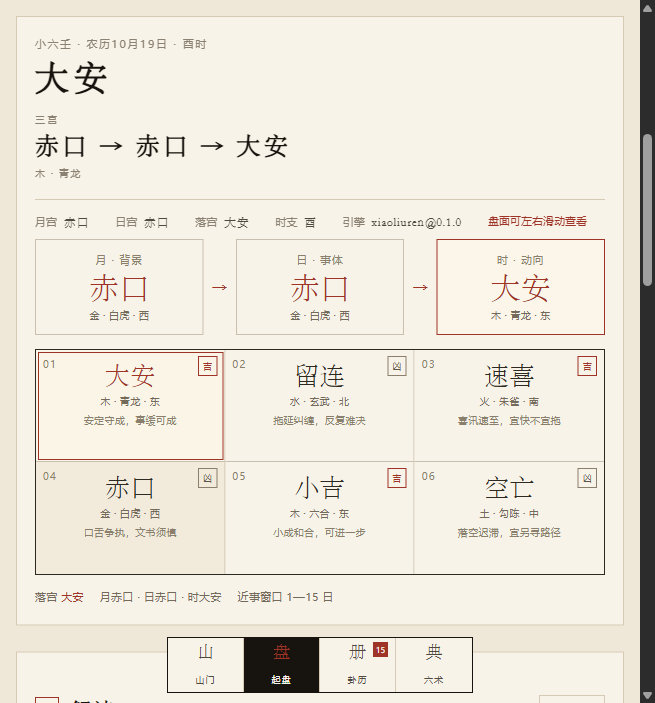 小六壬 · 农历10月19日 · 酉时
大安
三宫
赤口 → 赤口 → 大安
木 · 青龙
月宫 赤口 日宫 赤口 落宫 大安 时支 酉 引擎 xiaoliuren@0.1.0 盘面可左右滑动查看
月 · 背景
赤口
金 · 白虎 · 西
→
日 · 事体
赤口
金 · 白虎 · 西
→
时 · 动向
大安
木 · 青龙 · 东
01
大安
吉
木 · 青龙 · 东
安定守成，事缓可成
02
留连
凶
水 · 玄武 · 北
拖延纠缠，反复难决
03
速喜
吉
火 · 朱雀 · 南
喜讯速至，宜快不宜拖
04
赤口
凶
金 · 白虎 · 西
口舌争执，文书须慎
05
小吉
吉
木 · 六合 · 东
小成和合，可进一步
06
空亡
凶
土 · 勾陈 · 中
落空迟滞，宜另寻路径
落宫 大安 月赤口 · 日赤口 · 时大安 近事窗口 1—15 日
山
山门
盘
起盘
册
15
卦历
典
六术